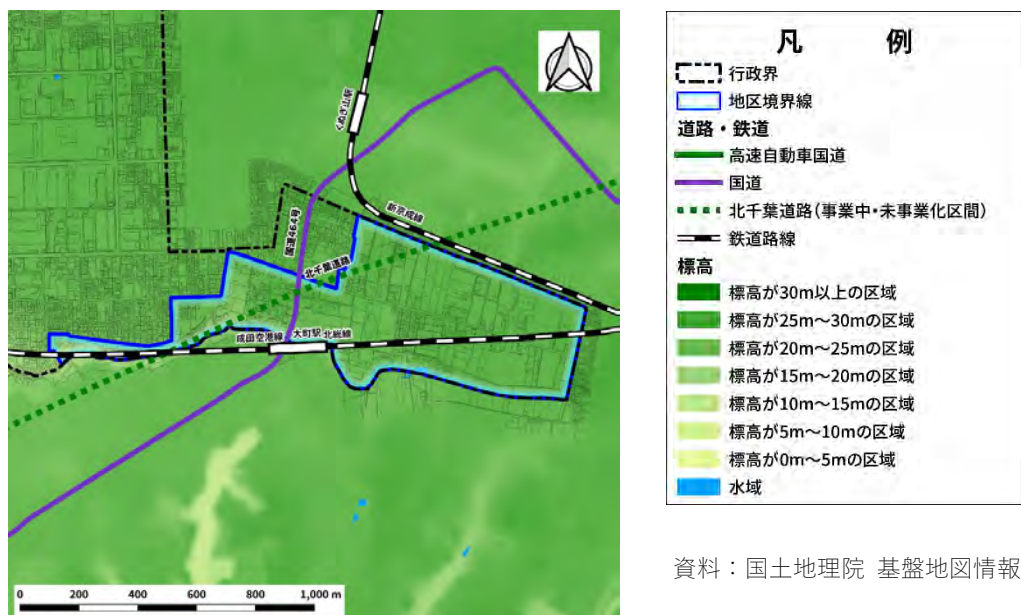 くぬぎ山駅
新京成線
国道464号
北千葉道路
成田空港線 大町駅 北総線
0 200 400 600 800 1,000 m
凡 例
行政界
地区境界線
道路・鉄道
高速自動車国道
国道
北千葉道路(事業中・未事業化区間)
鉄道路線
標高
標高が30m以上の区域
標高が25m～30mの区域
標高が20m～25mの区域
標高が15m～20mの区域
標高が10m～15mの区域
標高が5m～10mの区域
標高が0m～5mの区域
水域
資料：国土地理院 基盤地図情報